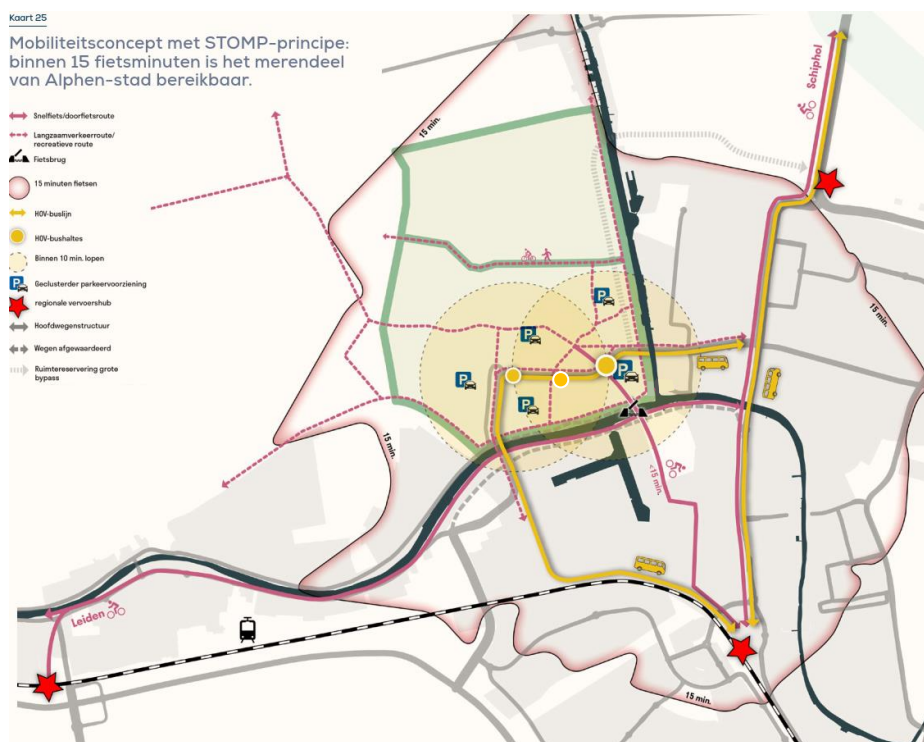 Kaart 25
Mobiliteitsconcept met STOMP-principe:
binnen 15 fietsminuten is het merendeel
van Alphen-stad bereikbaar.
Snelfiets/doorfietsroute
Langzaamverkeerroute/
recreatieve route
Fietsbrug
15 minuten fietsen
HOV-buslijn
HOV-bushaltes
Binnen 10 min. lopen
Geclusterder parkeervoorziening
regionale vervoershub
Hoofdwegenstructuur
Wegen afgewaardeerd
Ruimtereservering grote
bypass
15 min.
Schiphol
P
P
P
P
P
15 min.
15 min.
<15 min.
Leiden
15 min.